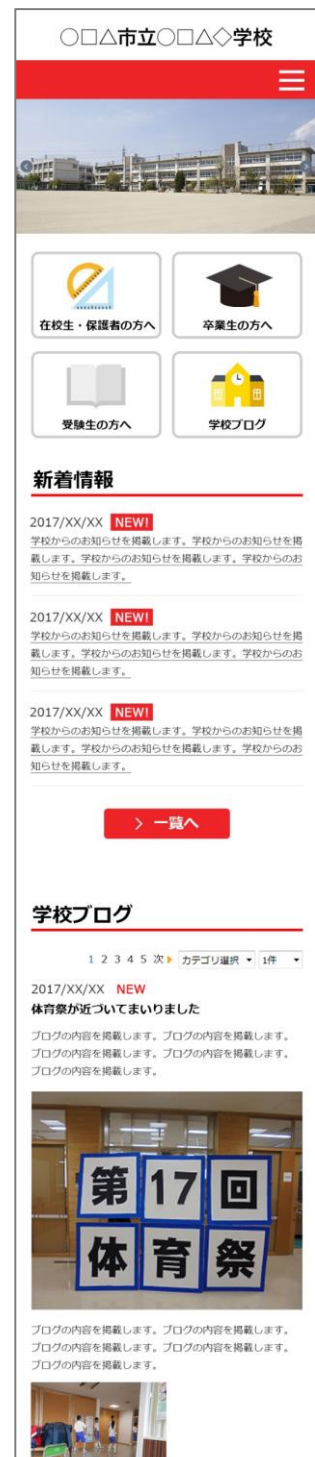 ○□△市立○□△◇学校
在校生・保護者の方へ
卒業生の方へ
受験生の方へ
学校ブログ
新着情報
2017/XX/XX NEW!
学校からのお知らせを掲載します。学校からのお知らせを掲
載します。学校からのお知らせを掲載します。学校からのお
知らせを掲載します。
2017/XX/XX NEW!
学校からのお知らせを掲載します。学校からのお知らせを掲
載します。学校からのお知らせを掲載します。学校からのお
知らせを掲載します。
2017/XX/XX NEW!
学校からのお知らせを掲載します。学校からのお知らせを掲
載します。学校からのお知らせを掲載します。学校からのお
知らせを掲載します。
> 一覧へ
学校ブログ
1 2 3 4 5 次 カテゴリ選択 1件
2017/XX/XX NEW
体育祭が近づいてまいりました
ブログの内容を掲載します。ブログの内容を掲載します。
ブログの内容を掲載します。ブログの内容を掲載します。
ブログの内容を掲載します。
第17回
体育祭
ブログの内容を掲載します。ブログの内容を掲載します。
ブログの内容を掲載します。ブログの内容を掲載します。
ブログの内容を掲載します。